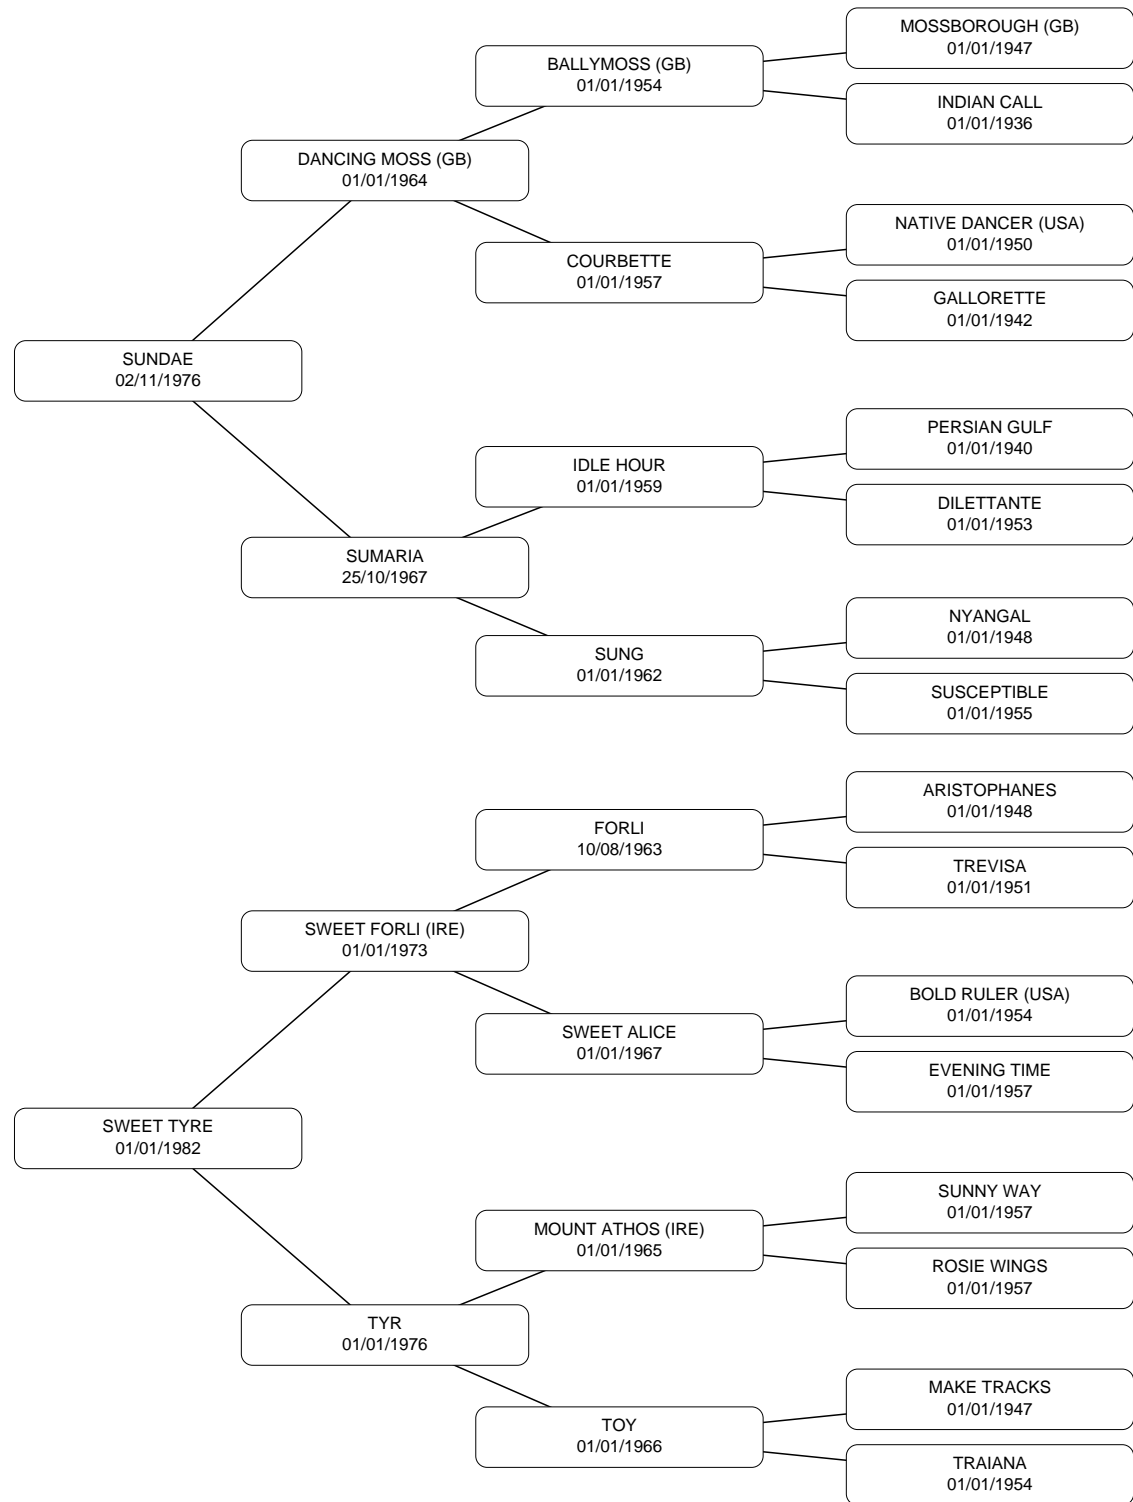 MOSSBOROUGH (GB)
01/01/1947
BALLYMOSS (GB)
01/01/1954
INDIAN CALL
01/01/1936
DANCING MOSS (GB)
01/01/1964
NATIVE DANCER (USA)
01/01/1950
COURBETTE
01/01/1957
GALLORETTE
01/01/1942
SUNDAE
02/11/1976
PERSIAN GULF
01/01/1940
IDLE HOUR
01/01/1959
DILETTANTE
01/01/1953
SUMARIA
25/10/1967
NYANGAL
01/01/1948
SUNG
01/01/1962
SUSCEPTIBLE
01/01/1955
ARISTOPHANES
01/01/1948
FORLI
10/08/1963
TREVISA
01/01/1951
SWEET FORLI (IRE)
01/01/1973
BOLD RULER (USA)
01/01/1954
SWEET ALICE
01/01/1967
EVENING TIME
01/01/1957
SWEET TYRE
01/01/1982
SUNNY WAY
01/01/1957
MOUNT ATHOS (IRE)
01/01/1965
ROSIE WINGS
01/01/1957
TYR
01/01/1976
MAKE TRACKS
01/01/1947
TOY
01/01/1966
TRAIANA
01/01/1954